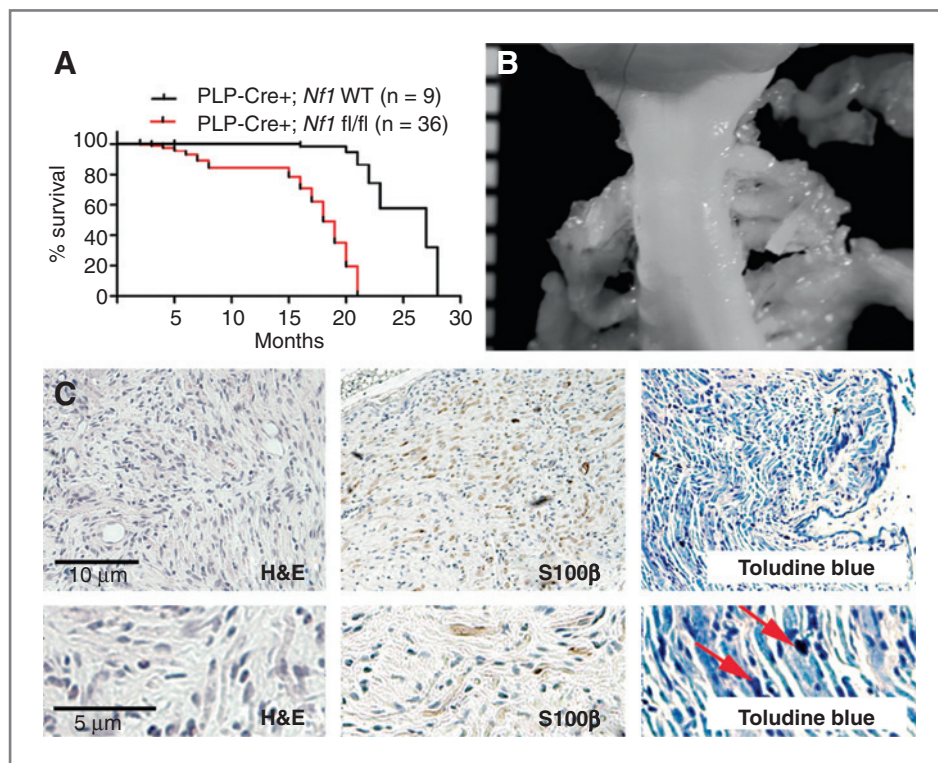 A
PLP-Cre+; Nf1 WT (n = 9)
PLP-Cre+; Nf1 fl/fl (n = 36)
100
80
60
40
20
0
% survival
5
10
15
20
25
30
Months
B
C
10 μm
H&E
S100β
Toludine blue
5 μm
H&E
S100β
Toludine blue